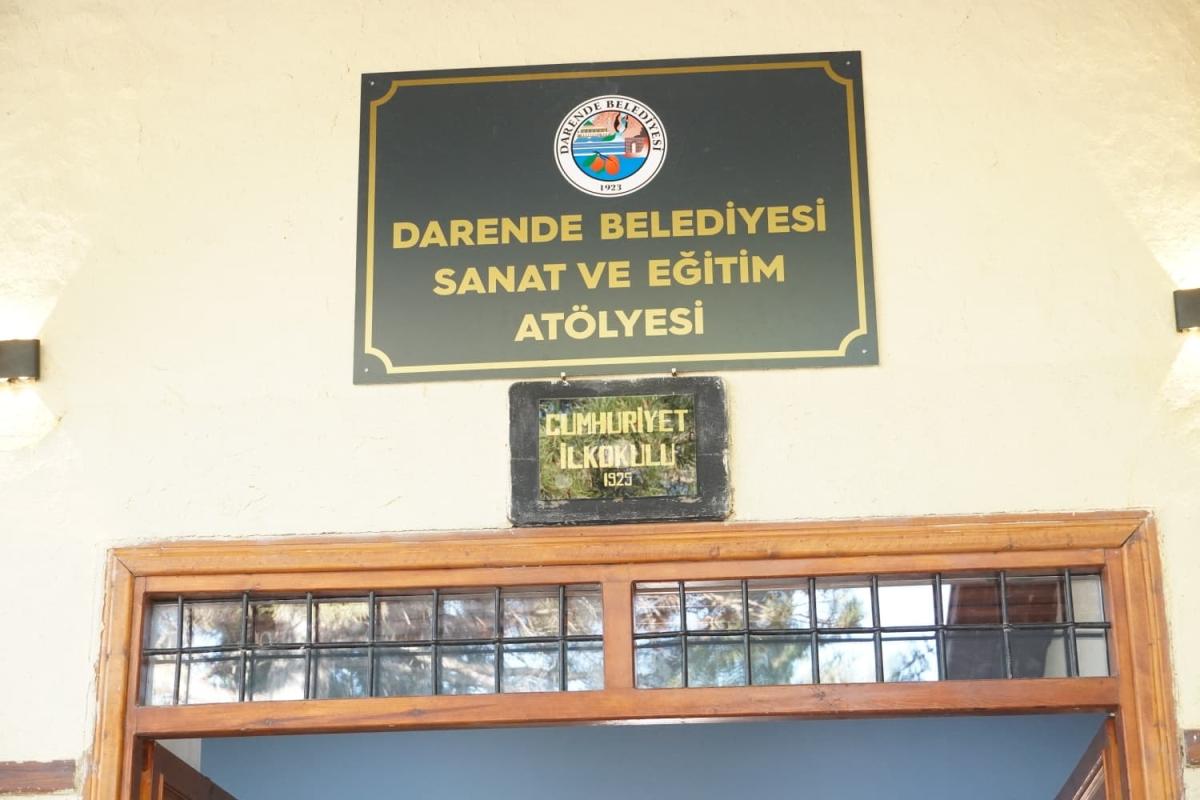 DARENDE BELEDİYESİ
1923
DARENDE BELEDİYESİ
SANAT VE EĞİTİM
ATÖLYESİ
CUMHURİYET
İLKOKULU
1925